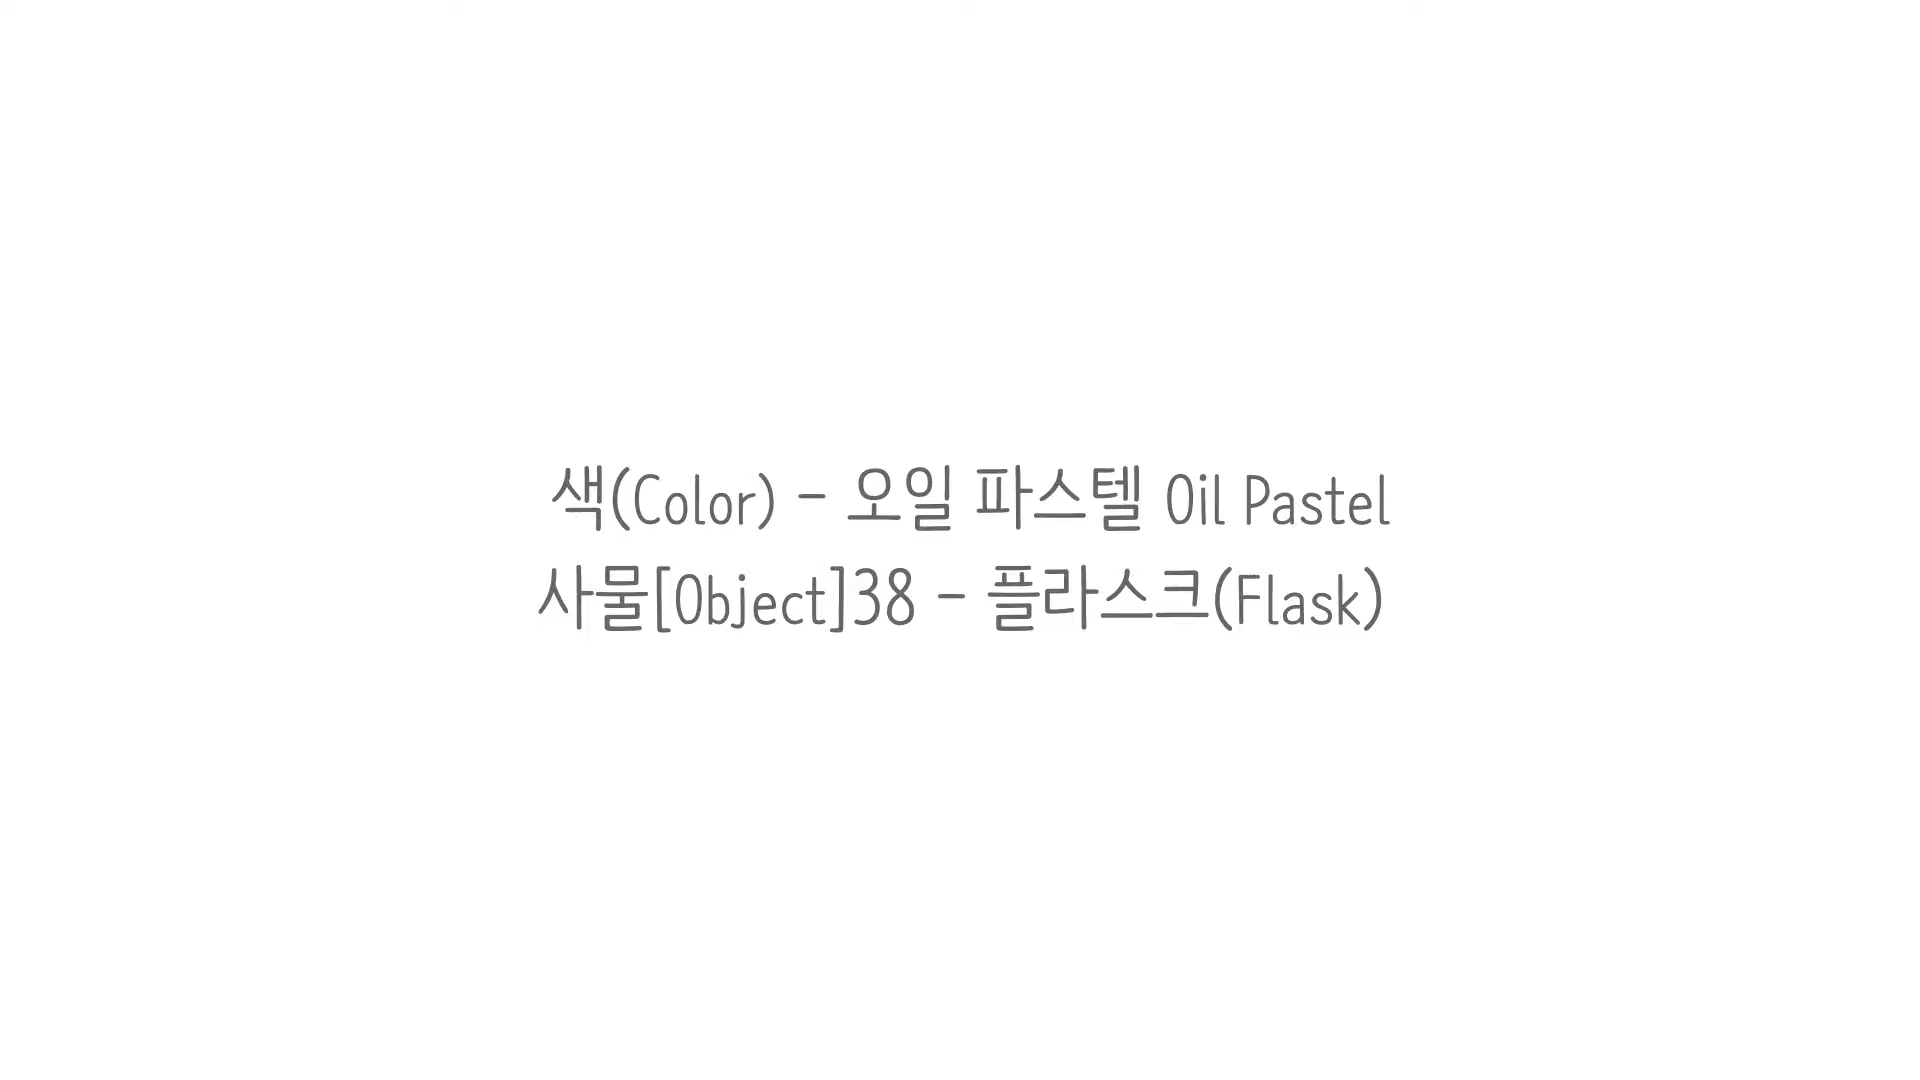 색(Color) - 오일 파스텔 Oil Pastel
사물[Object]38 - 플라스크(Flask)